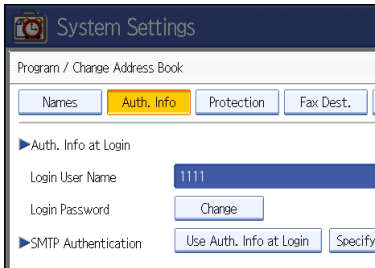 System Settings
Program / Change Address Book
Names Auth. Info Protection Fax Dest.
▶Auth. Info at Login
Login User Name 1111
Login Password Change
▶SMTP Authentication Use Auth. Info at Login Specify